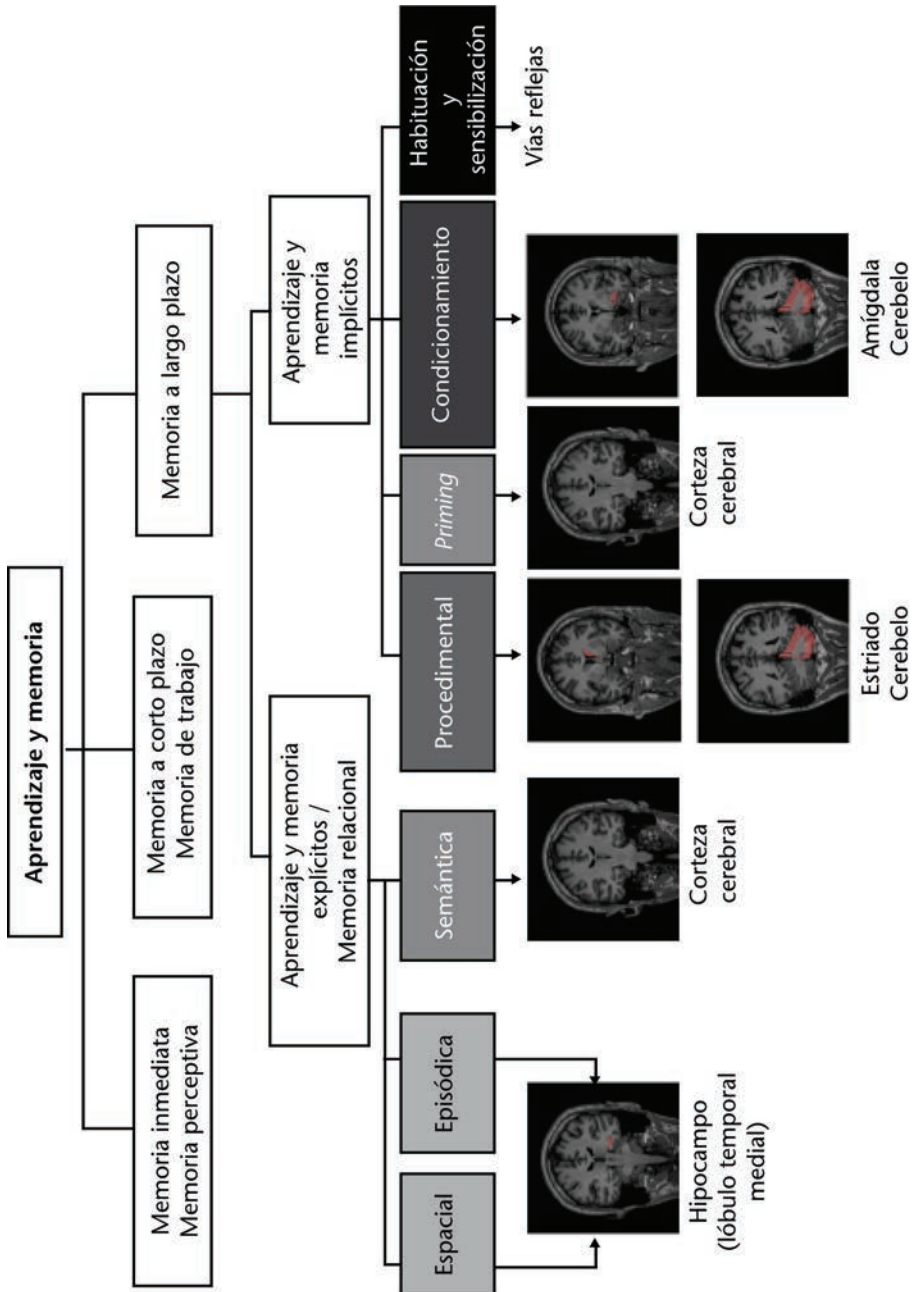 Aprendizaje y memoria
Memoria inmediata
Memoria perceptiva
Memoria a corto plazo
Memoria de trabajo
Memoria a largo plazo
Aprendizaje y memoria
explícitos /
Memoria relacional
Aprendizaje y
memoria
implícitos
Espacial
Episódica
Semántica
Procedimental
Priming
Condicionamiento
Habituación
y
sensibilización
Hipocampo
(lóbulo temporal
medial)
Corteza
cerebral
Estriado
Cerebelo
Corteza
cerebral
Amígdala
Cerebelo
Vías reflejas